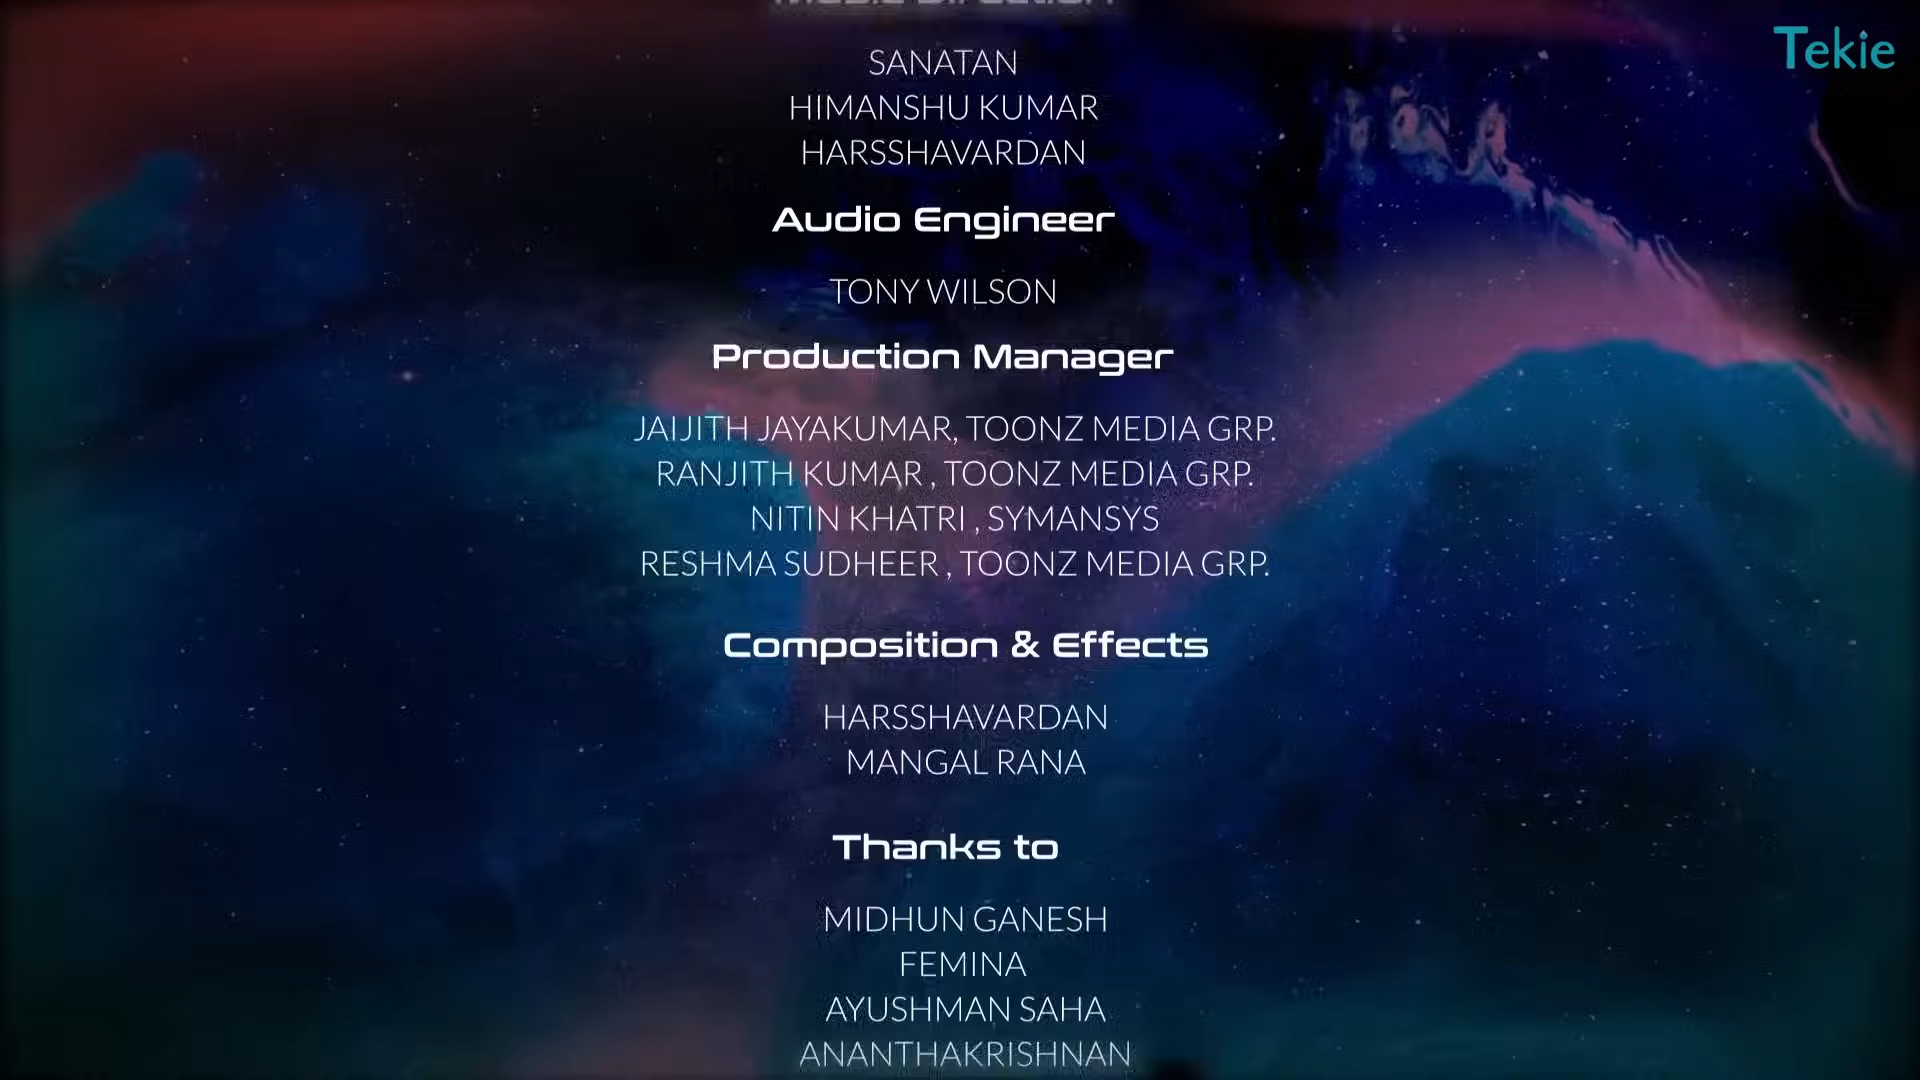 Music Direction
Tekie
SANATAN
HIMANSHU KUMAR
HARSSHAVARDAN
Audio Engineer
TONY WILSON
Production Manager
JAIJITH JAYAKUMAR, TOONZ MEDIA GRP.
RANJITH KUMAR , TOONZ MEDIA GRP.
NITIN KHATRI , SYMANSYS
RESHMA SUDHEER , TOONZ MEDIA GRP.
Composition & Effects
HARSSHAVARDAN
MANGAL RANA
Thanks to
MIDHUN GANESH
FEMINA
AYUSHMAN SAHA
ANANTHAKRISHNAN